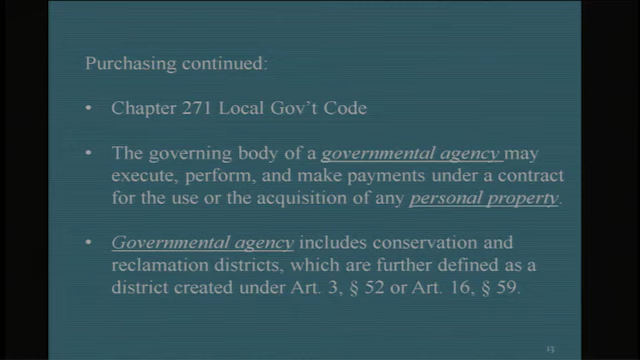 Purchasing continued:
• Chapter 271 Local Gov't Code
• The governing body of a governmental agency may
execute, perform, and make payments under a contract
for the use or the acquisition of any personal property.
• Governmental agency includes conservation and
reclamation districts, which are further defined as a
district created under Art. 3, § 52 or Art. 16, § 59.
13